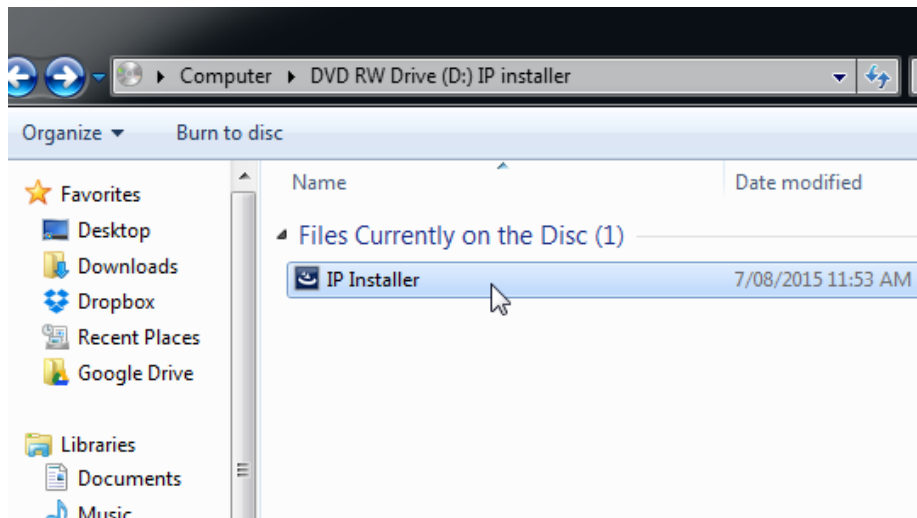 Computer ▸ DVD RW Drive (D:) IP installer
Organize Burn to disc
Favorites
Desktop
Downloads
Dropbox
Recent Places
Google Drive
Libraries
Documents
Music
Name Date modified
Files Currently on the Disc (1)
IP Installer 7/08/2015 11:53 AM